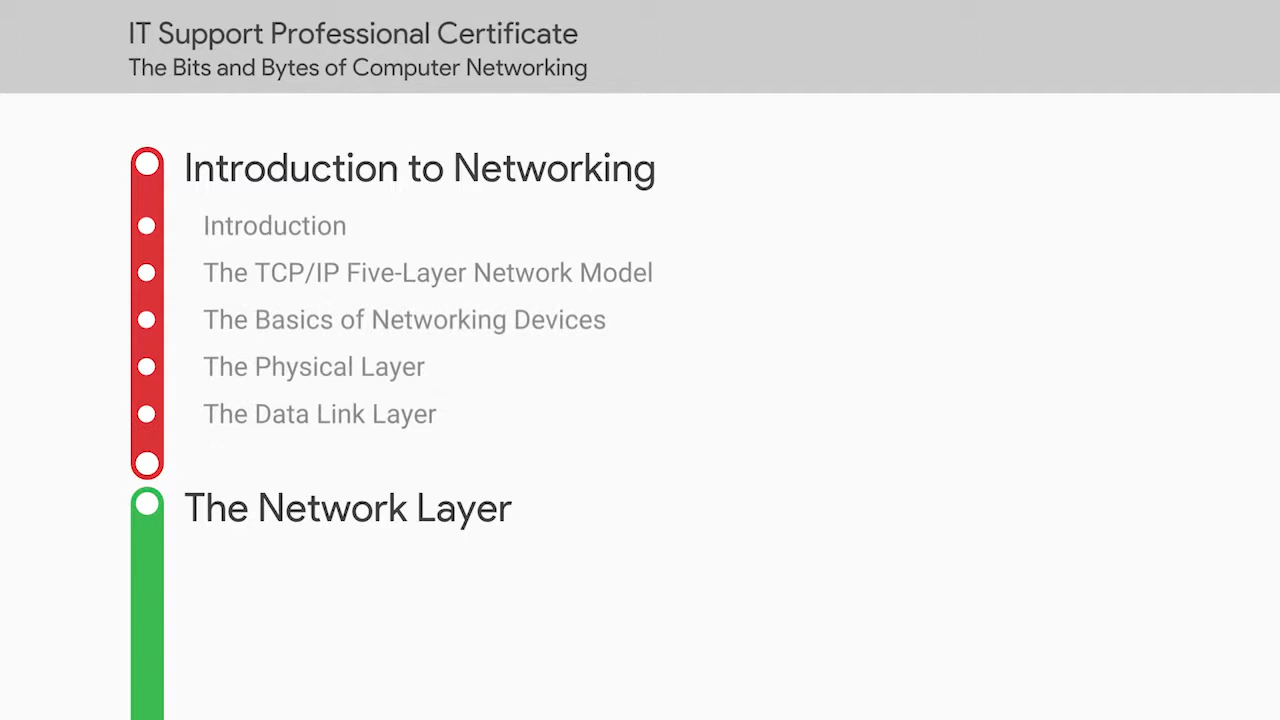 IT Support Professional Certificate
The Bits and Bytes of Computer Networking
Introduction to Networking
Introduction
The TCP/IP Five-Layer Network Model
The Basics of Networking Devices
The Physical Layer
The Data Link Layer
The Network Layer